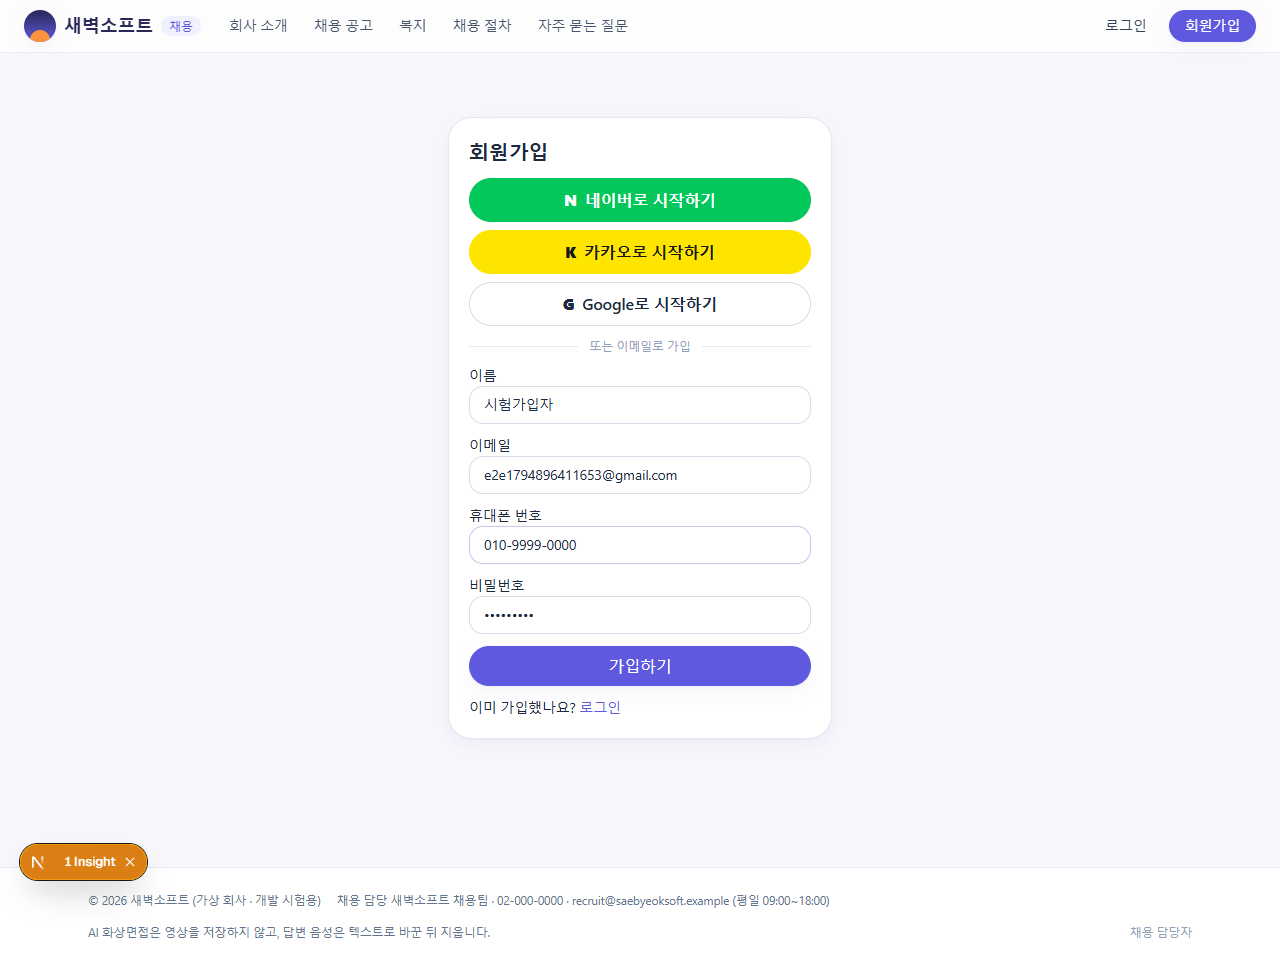 새벽소프트 채용 회사 소개 채용 공고 복지 채용 절차 자주 묻는 질문 로그인 회원가입
회원가입
N 네이버로 시작하기
K 카카오로 시작하기
G Google로 시작하기
또는 이메일로 가입
이름
시험가입자
이메일
e2e1794896411653@gmail.com
휴대폰 번호
010-9999-0000
비밀번호
•••••••••
가입하기
이미 가입했나요? 로그인
N 1 Insight ×
© 2026 새벽소프트 (가상 회사 · 개발 시험용) 채용 담당 새벽소프트 채용팀 · 02-000-0000 · recruit@saebyeoksoft.example (평일 09:00~18:00)
AI 화상면접은 영상을 저장하지 않고, 답변 음성은 텍스트로 바꾼 뒤 지웁니다. 채용 담당자